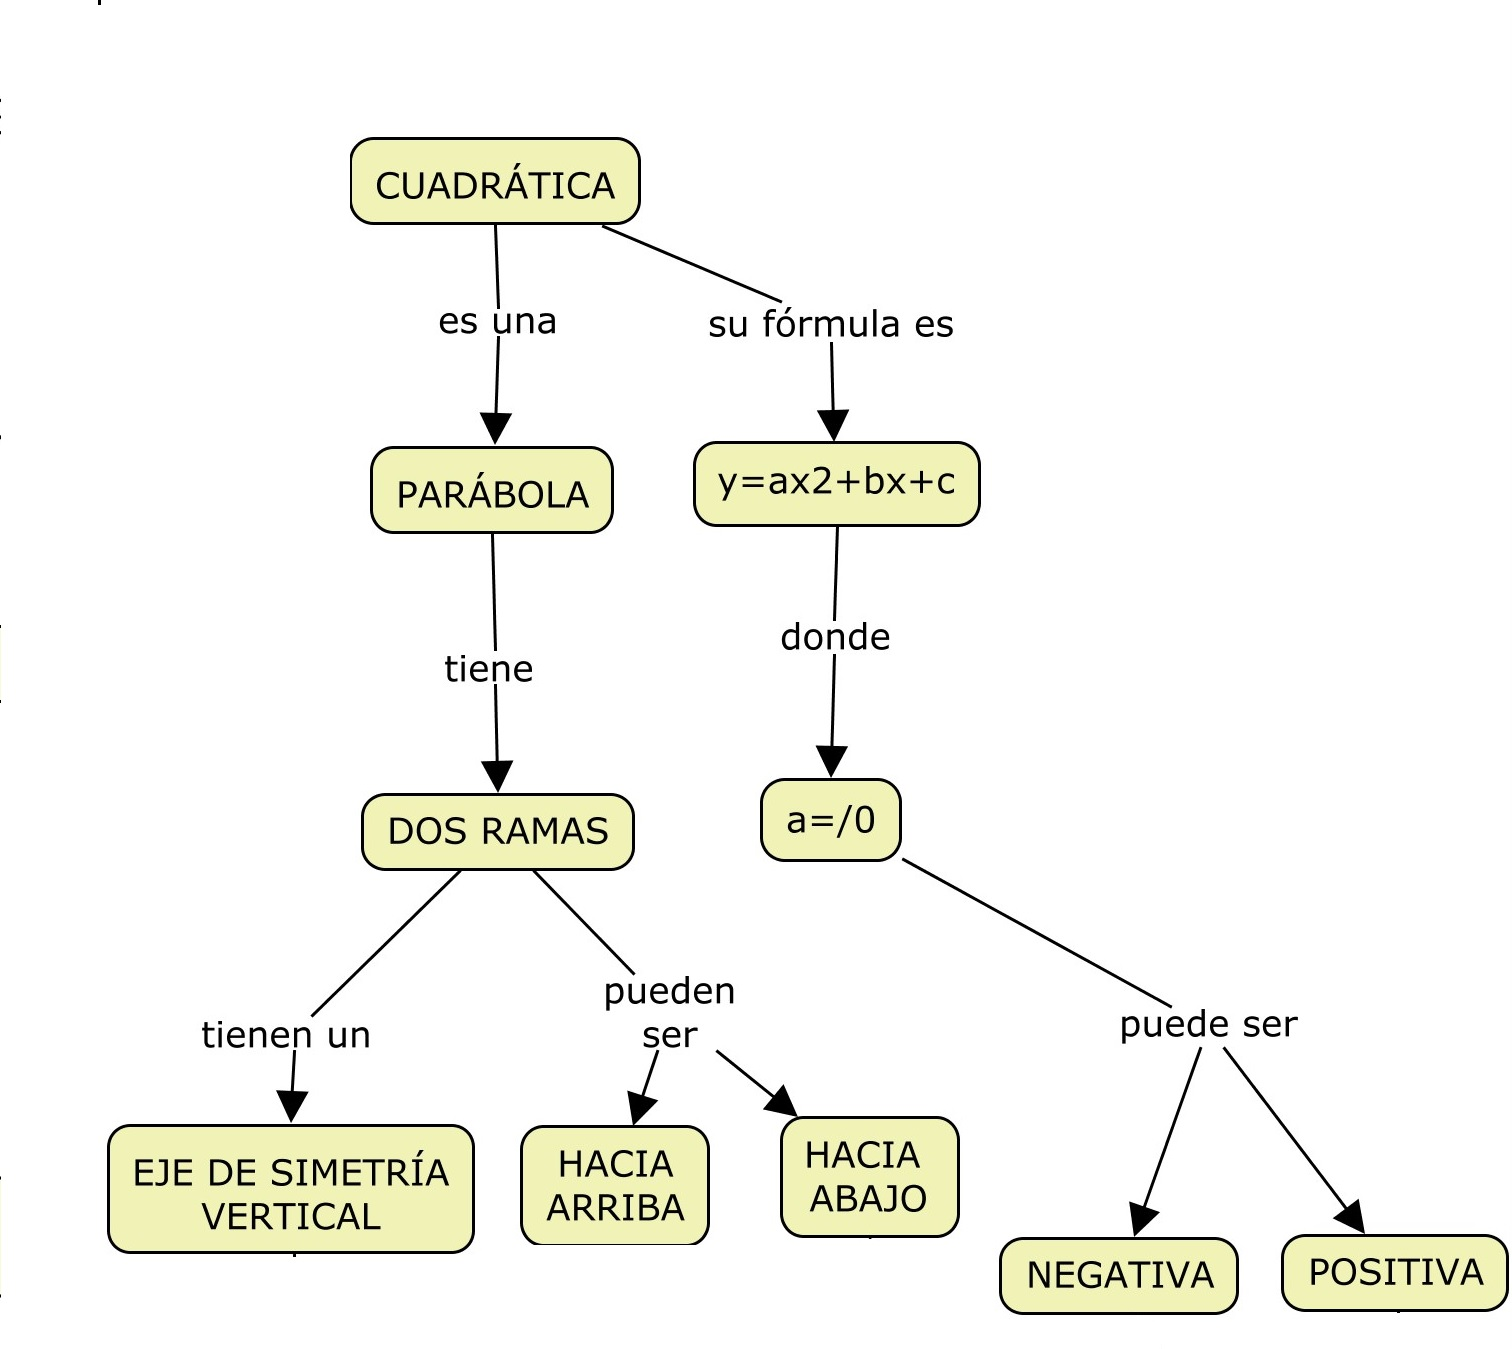 CUADRÁTICA
es una
su fórmula es
PARÁBOLA
y=ax2+bx+c
tiene
donde
DOS RAMAS
a=/0
tienen un
pueden
ser
puede ser
EJE DE SIMETRÍA
VERTICAL
HACIA
ARRIBA
HACIA
ABAJO
NEGATIVA
POSITIVA